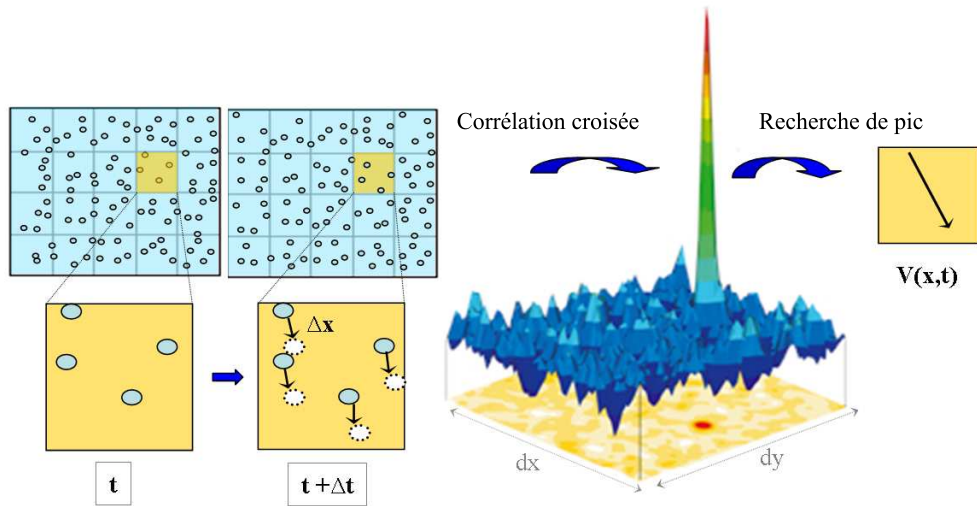 Corrélation croisée
Recherche de pic
V(x,t)
Δx
dx
dy
t
t +Δt